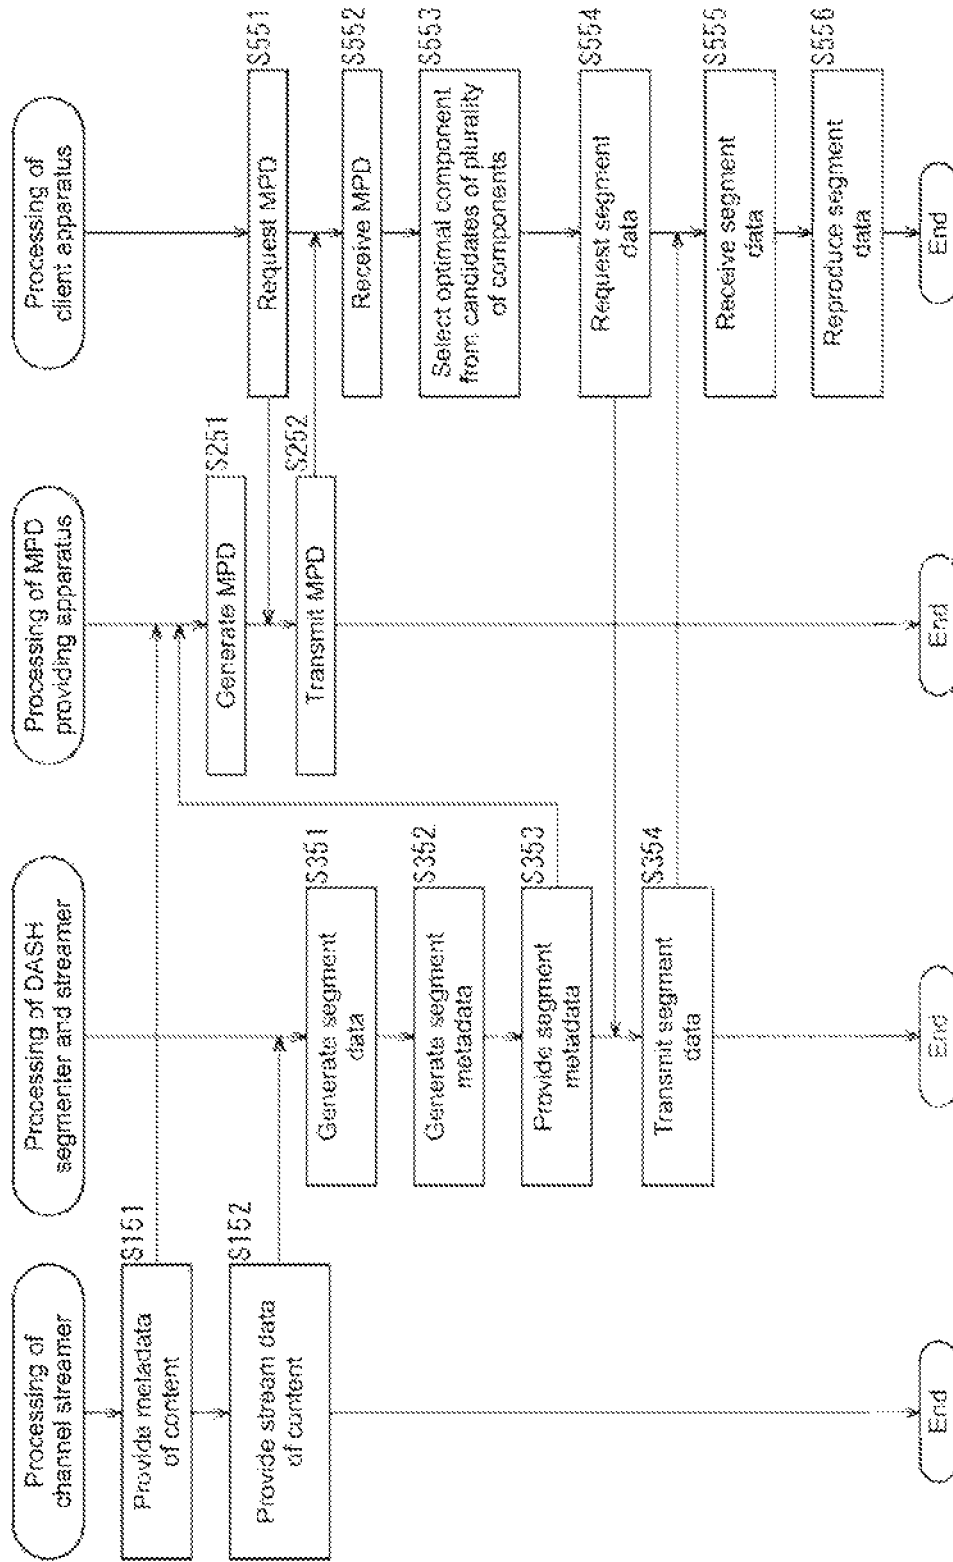 Processing of
channel streamer
Provide metadata
of content
S151
Provide stream data
of content
S152
End
Processing of DASH
segmenter and streamer
Generate segment
data
S351
Generate segment
metadata
S352
Provide segment
metadata
S353
Transmit segment
data
S354
End
Processing of MPD
providing apparatus
Generate MPD
S251
Transmit MPD
S252
End
Processing of
client apparatus
Request MPD
S551
Receive MPD
S552
Select optimal component
from candidates of plurality
of components
S553
Request segment
data
S554
Receive segment
data
S555
Reproduce segment
data
S556
End